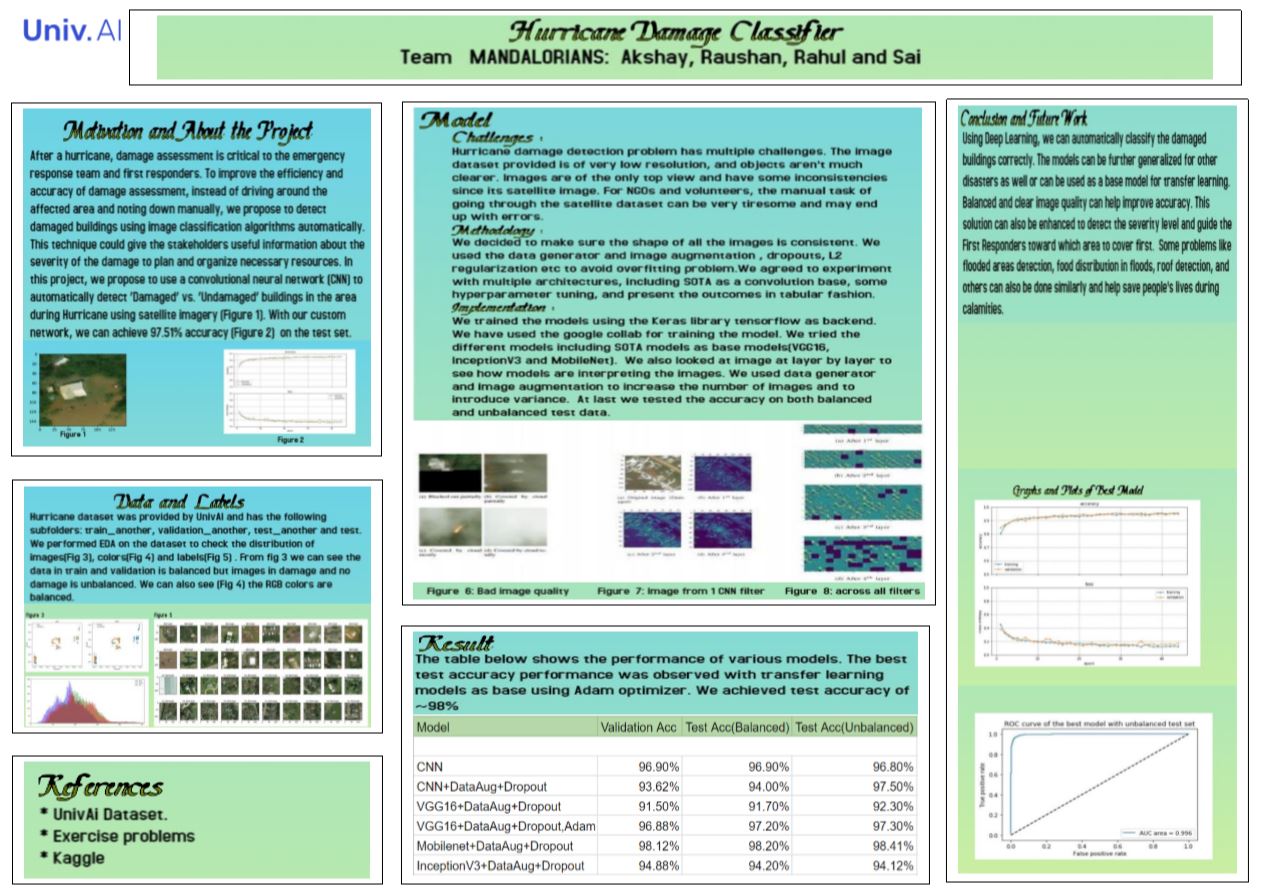 Univ.AI
Hurricane Damage Classifier
Team MANDALORIANS: Akshay, Raushan, Rahul and Sai
Motivation and About the Project
After a hurricane, damage assessment is critical to the emergency
response team and first responders. To improve the efficiency and
accuracy of damage assessment, instead of driving around the
affected area and noting down manually, we propose to detect
damaged buildings using image classification algorithms automatically.
This technique could give the stakeholders useful information about the
severity of the damage to plan and organize necessary resources. In
this project, we propose to use a convolutional neural network (CNN) to
automatically detect 'Damaged' vs. 'Undamaged' buildings in the area
during Hurricane using satellite imagery (Figure 1). With our custom
network, we can achieve 97.51% accuracy (Figure 2) on the test set.
Figure 1
Figure 2
Data and Labels
Hurricane dataset was provided by UnivAI and has the following
subfolders: train_another, validation_another, test_another and test.
We performed EDA on the dataset to check the distribution of
images(Fig 3), colors(Fig 4) and labels(Fig 5) . From fig 3 we can see the
data in train and validation is balanced but images in damage and no
damage is unbalanced. We can also see (Fig 4) the RGB colors are
balanced.
Figure 3
References
* UnivAi Dataset.
* Exercise problems
* Kaggle
Model
Challenges :
Hurricane damage detection problem has multiple challenges. The image
dataset provided is of very low resolution, and objects aren't much
clearer. Images are of the only top view and have some inconsistencies
since its satellite image. For NGOs and volunteers, the manual task of
going through the satellite dataset can be very tiresome and may end
up with errors.
Methodology :
We decided to make sure the shape of all the images is consistent. We
used the data generator and image augmentation , dropouts, L2
regularization etc to avoid overfitting problem.We agreed to experiment
with multiple architectures, including SOTA as a convolution base, some
hyperparameter tuning, and present the outcomes in tabular fashion.
Implementation :
We trained the models using the Keras library tensorflow as backend.
We have used the google collab for training the model. We tried the
different models including SOTA models as base models(VGG16,
InceptionV3 and MobileNet). We also looked at image at layer by layer to
see how models are interpreting the images. We used data generator
and image augmentation to increase the number of images and to
introduce variance. At last we tested the accuracy on both balanced
and unbalanced test data.
Figure 6: Bad image quality
Figure 7: Image from 1 CNN filter
Figure 8: across all filters
Result
The table below shows the performance of various models. The best
test accuracy performance was observed with transfer learning
models as base using Adam optimizer. We achieved test accuracy of
~98%
Model Validation Acc Test Acc(Balanced) Test Acc(Unbalanced)
CNN 96.90% 96.90% 96.80%
CNN+DataAug+Dropout 93.62% 94.00% 97.50%
VGG16+DataAug+Dropout 91.50% 91.70% 92.30%
VGG16+DataAug+Dropout,Adam 96.88% 97.20% 97.30%
Mobilenet+DataAug+Dropout 98.12% 98.20% 98.41%
InceptionV3+DataAug+Dropout 94.88% 94.20% 94.12%
Conclusion and Future Work
Using Deep Learning, we can automatically classify the damaged
buildings correctly. The models can be further generalized for other
disasters as well or can be used as a base model for transfer learning.
Balanced and clear image quality can help improve accuracy. This
solution can also be enhanced to detect the severity level and guide the
First Responders toward which area to cover first. Some problems like
flooded areas detection, food distribution in floods, roof detection, and
others can also be done similarly and help save people's lives during
calamities.
Graphs and Plots of Best Model
accuracy
training
validation
loss
training
validation
ROC curve of the best model with unbalanced test set
True positive rate
1.0
0.8
0.6
0.4
0.2
0.0
AUC area = 0.996
0.0 0.2 0.4 0.6 0.8 1.0
False positive rate